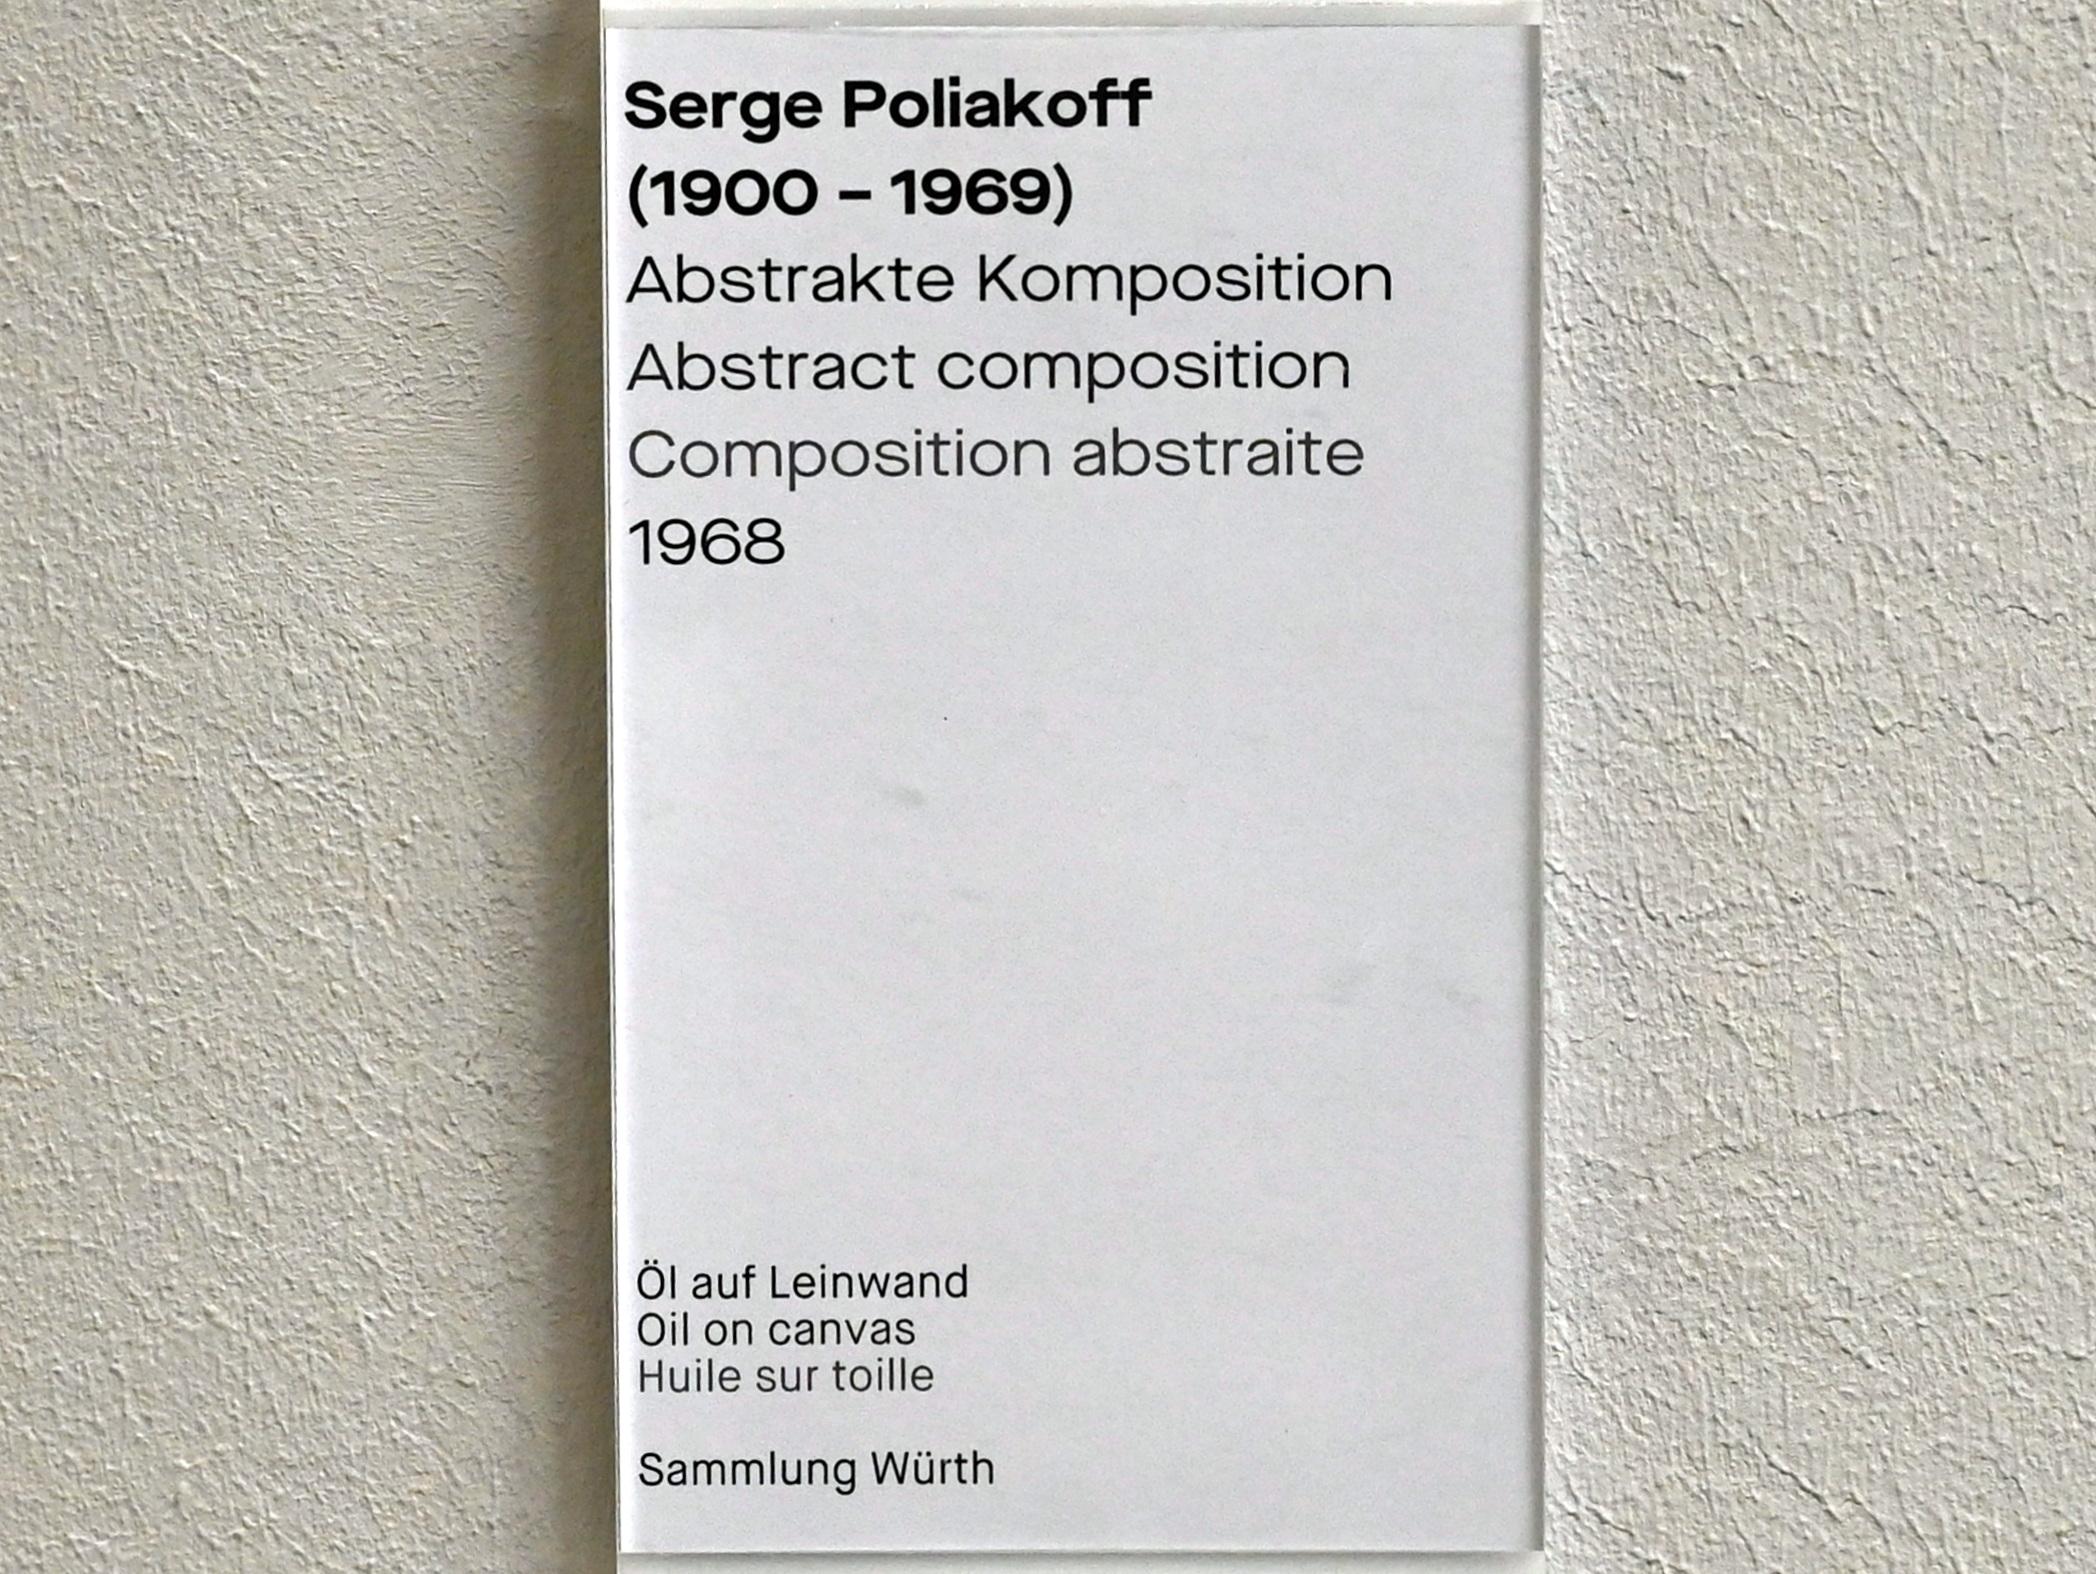 Serge Poliakoff
(1900 – 1969)
Abstrakte Komposition
Abstract composition
Composition abstraite
1968
Öl auf Leinwand
Oil on canvas
Huile sur toille
Sammlung Würth